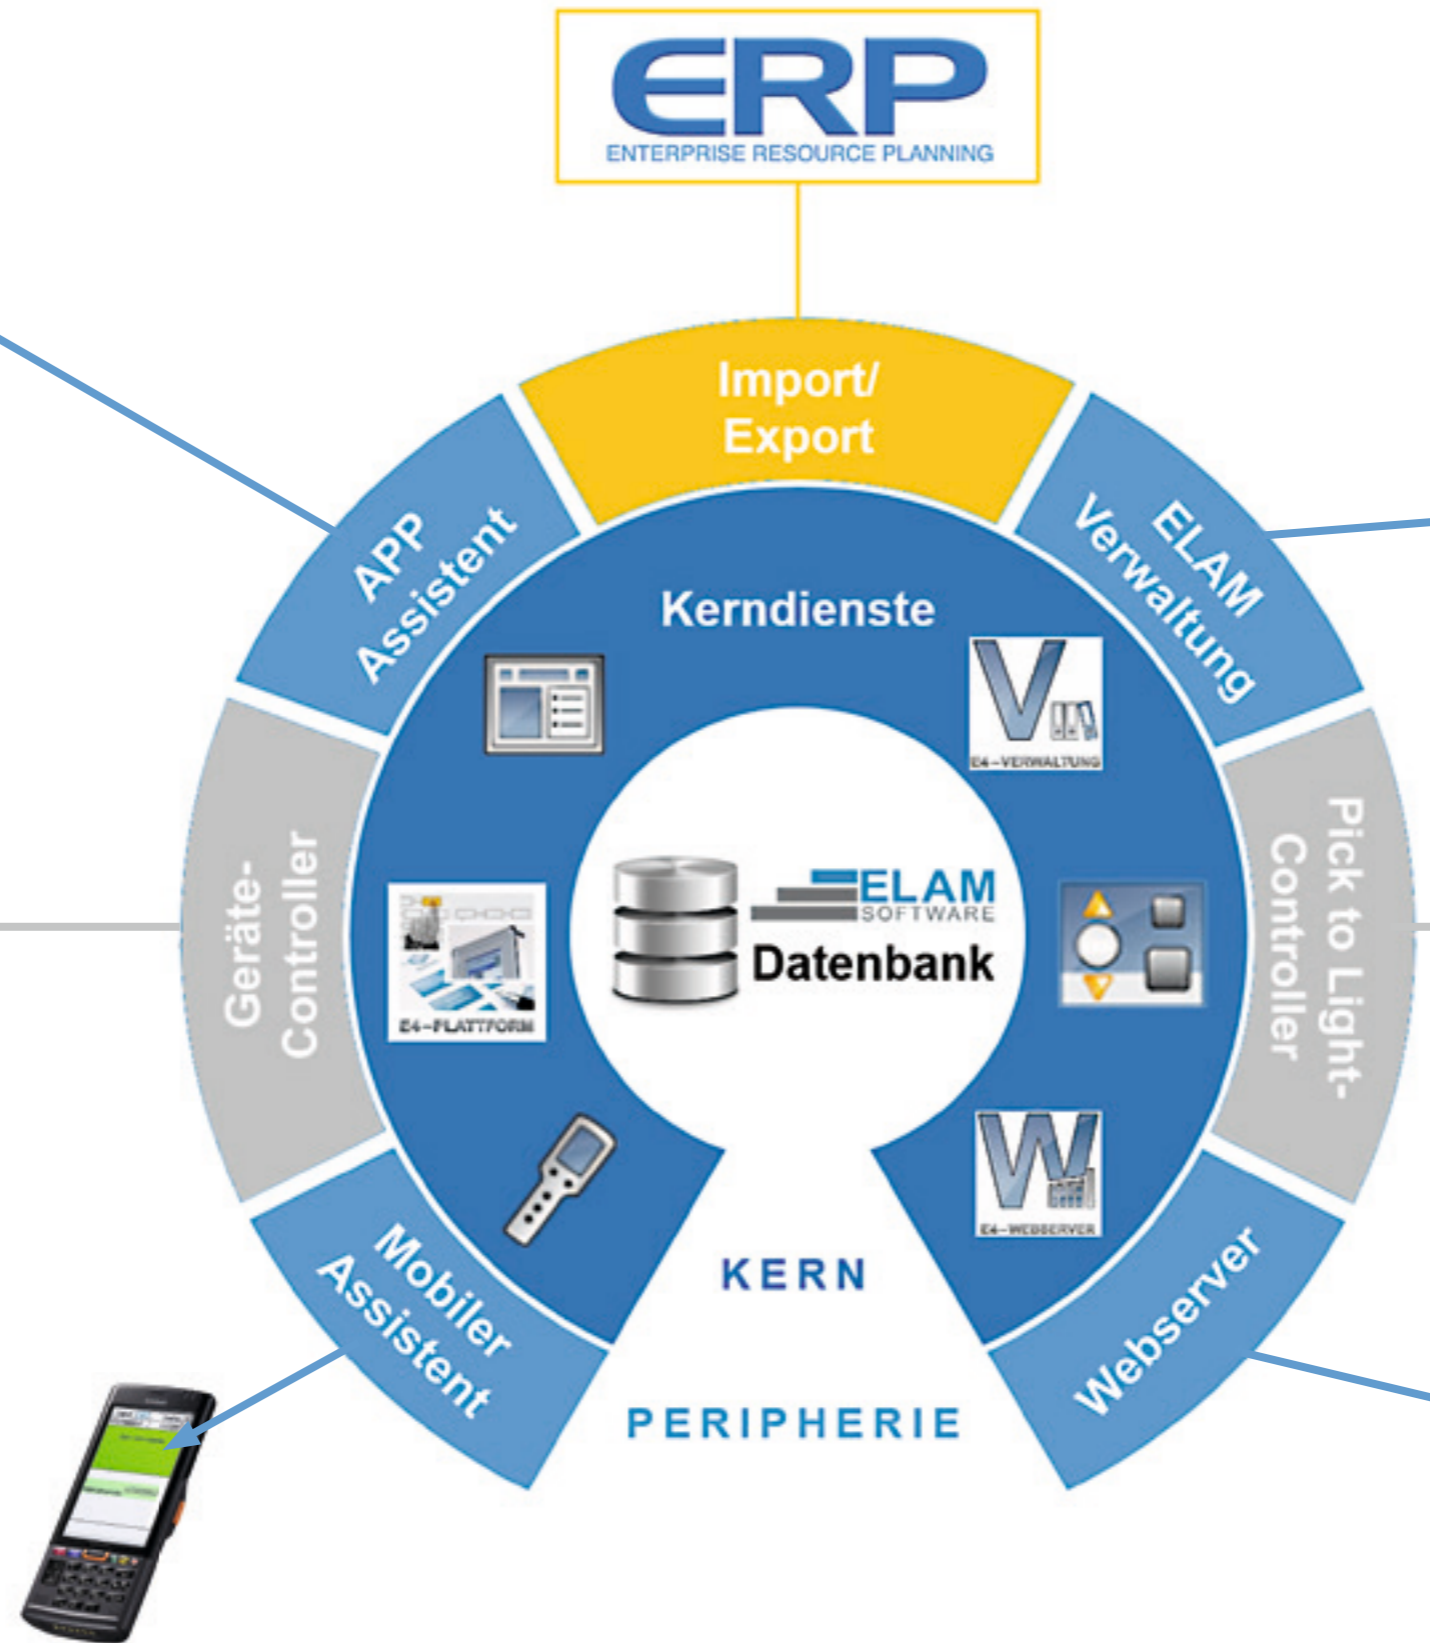 ERP
ENTERPRISE RESOURCE PLANNING
Import/
Export
APP
Assistent
ELAM
Verwaltung
Kerndienste
E4-VERWALTUNG
Geräte-
Controller
Pick to Light-
Controller
ELAM
SOFTWARE
Datenbank
E4-PLATTFORM
E4-WEBSERVER
Mobiler
Assistent
Webserver
KERN
PERIPHERIE